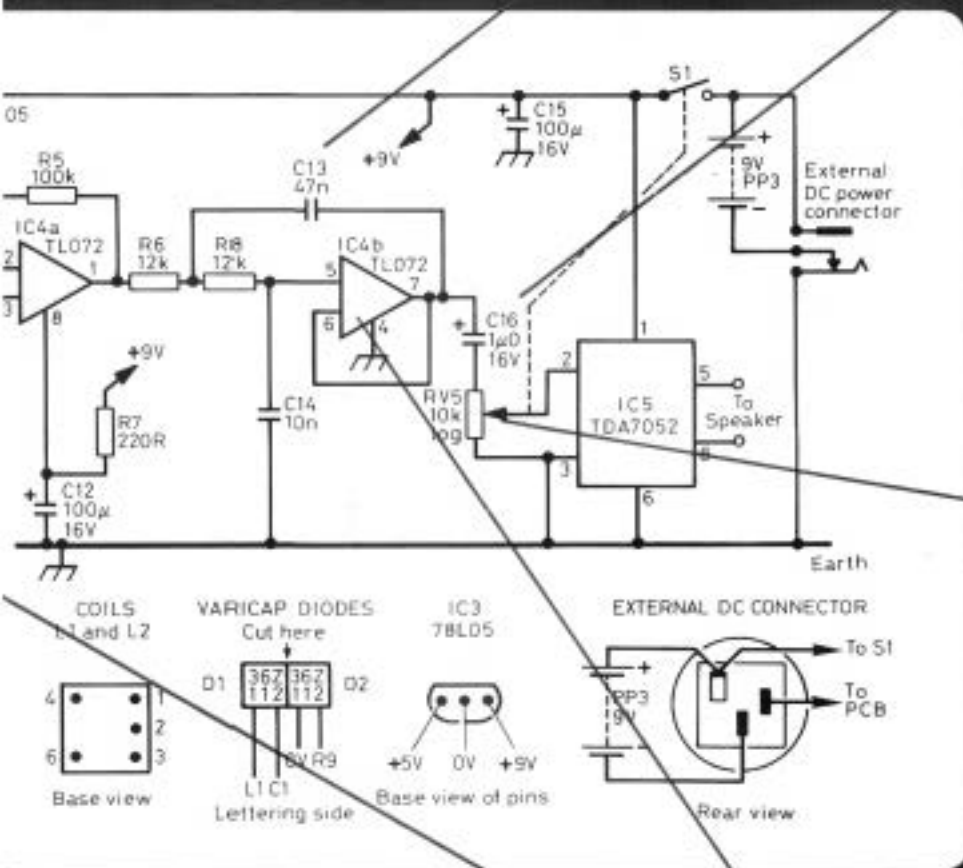 05
S1
+
C15
100µ
16V
+9V
C13
47n
R5
100k
+
9V
PP3
-
External
DC power
connector
IC4a
TL072
2
3
1
8
R6
12k
R18
12k
IC4b
TL072
5
6
7
4
+
C16
1µ0
16V
1
2
3
5
8
6
IC5
TDA7052
To
Speaker
RV5
10k
log
+9V
R7
220R
C14
10n
+
C12
100µ
16V
Earth
COILS
L1 and L2
4
6
1
2
3
Base view
VARICAP DIODES
Cut here
D1
36Z
112
36Z
112
D2
0V R9
L1 C1
Lettering side
IC3
78L05
+5V 0V +9V
Base view of pins
EXTERNAL DC CONNECTOR
+
PP3
9V
-
To S1
To
PCB
Rear view